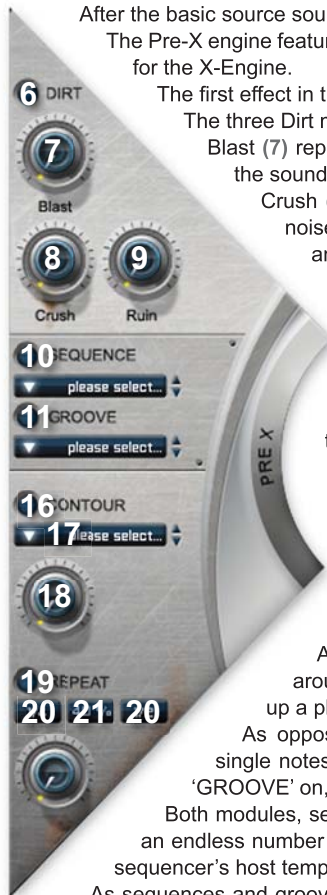 After the basic source sou
The Pre-X engine featur
for the X-Engine.
The first effect in t
The three Dirt
Blast (7) rep
the sound
Crush
noise
6 DIRT
7
Blast
8 9
Crush Ruin
10 SEQUENCE
please select...
11 GROOVE
please select...
PRE X
16 CONTOUR
17 please select...
18
19 REPEAT
20 21 20
arou
up a pl
As oppos
single notes
'GROOVE' on,
Both modules, se
an endless number
sequencer's host temp
As sequences and groov